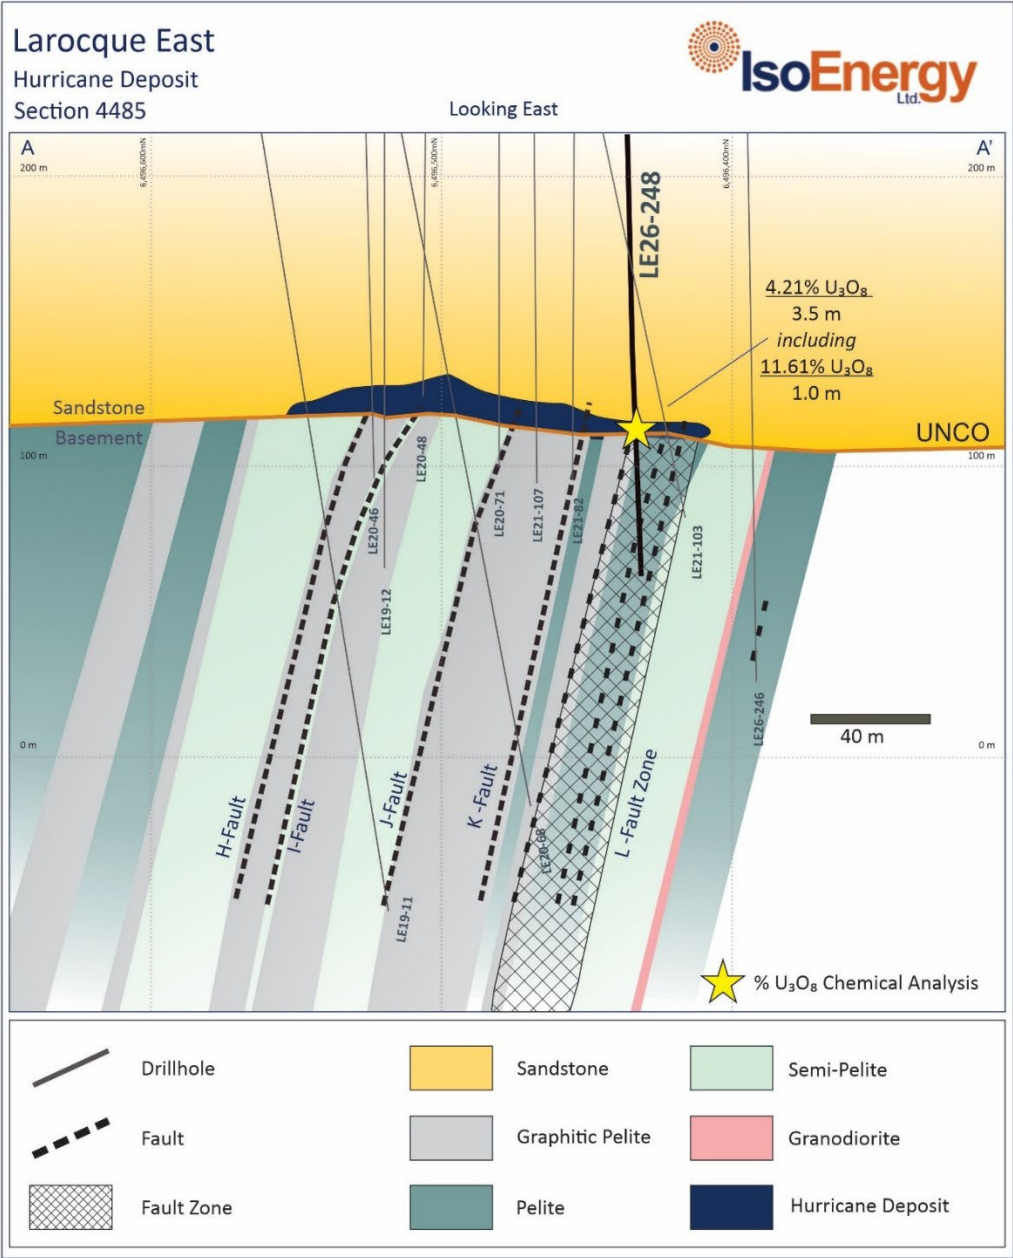 Larocque East
Hurricane Deposit
Section 4485
Looking East
IsoEnergy
Ltd.
A
A'
200 m
6,496,600mN
6,496,500mN
6,496,400mN
200 m
LE26-248
4.21% U₃O₈
3.5 m
including
11.61% U₃O₈
1.0 m
Sandstone
Basement
UNCO
100 m
100 m
LE20-48
LE20-46
LE20-71
LE21-107
LE21-82
LE21-103
LE19-12
LE26-246
40 m
0 m
0 m
H-Fault
I-Fault
J-Fault
K -Fault
L -Fault Zone
LE20-68
LE19-11
% U₃O₈ Chemical Analysis
Drillhole
Sandstone
Semi-Pelite
Fault
Graphitic Pelite
Granodiorite
Fault Zone
Pelite
Hurricane Deposit